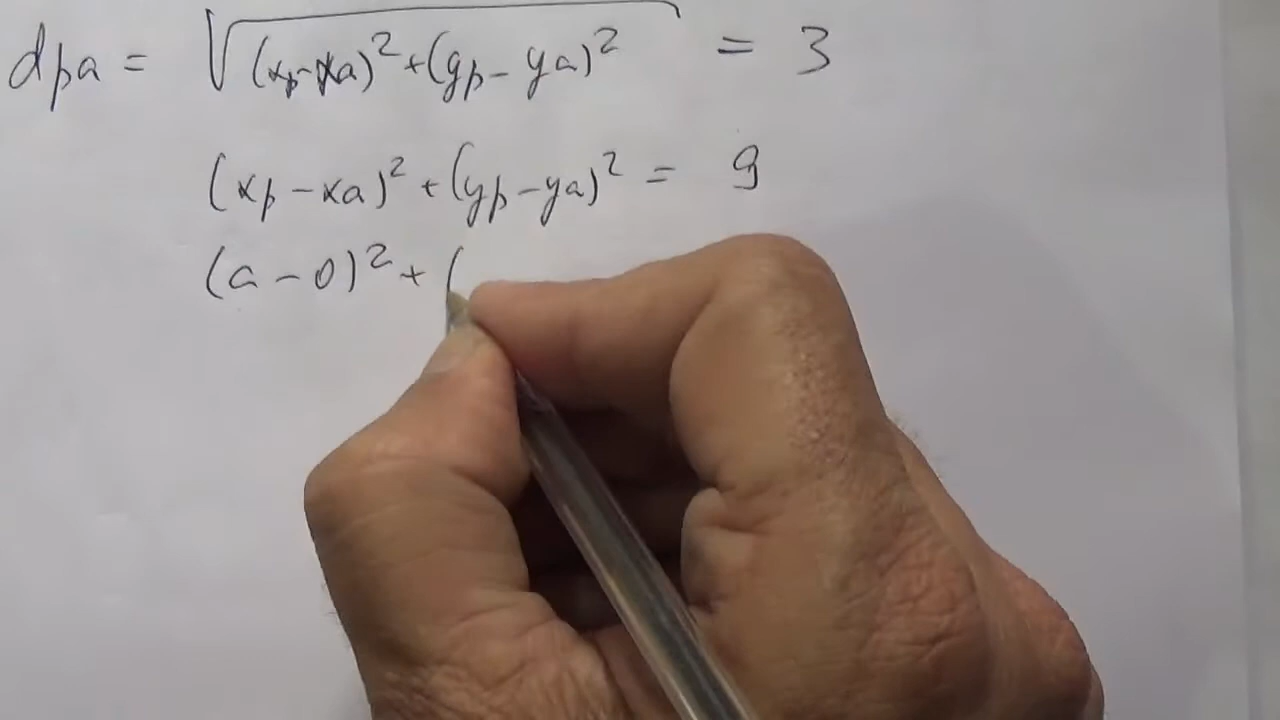 dpa = √(xp-xa)²+(yp-ya)² = 3
(xp-xa)²+(yp-ya)² = 9
(a-0)²+(